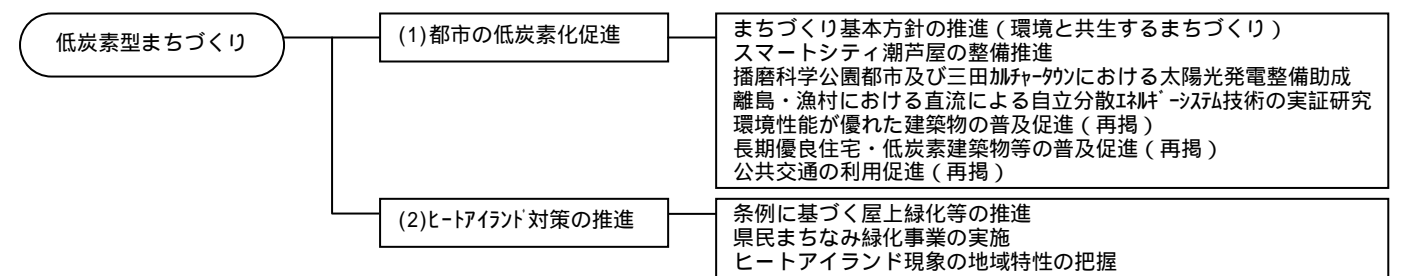 低炭素型まちづくり
(1)都市の低炭素化促進
まちづくり基本方針の推進(環境と共生するまちづくり)
スマートシティ潮芦屋の整備推進
播磨科学公園都市及び三田ｶﾙﾁｬｰﾀｳﾝにおける太陽光発電整備助成
離島・漁村における直流による自立分散ｴﾈﾙｷﾞｰｼｽﾃﾑ技術の実証研究
環境性能が優れた建築物の普及促進(再掲)
長期優良住宅・低炭素建築物等の普及促進(再掲)
公共交通の利用促進(再掲)
(2)ﾋｰﾄｱｲﾗﾝﾄﾞ対策の推進
条例に基づく屋上緑化等の推進
県民まちなみ緑化事業の実施
ヒートアイランド現象の地域特性の把握